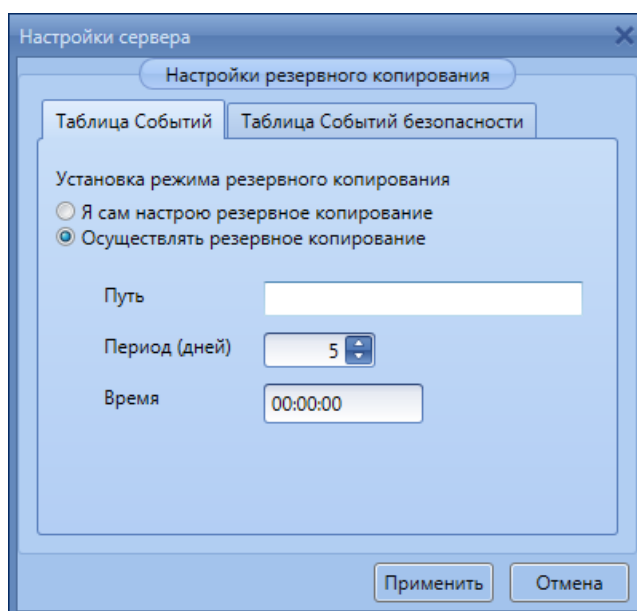 Настройки сервера
Настройки резервного копирования
Таблица Событий Таблица Событий безопасности
Установка режима резервного копирования
Я сам настрою резервное копирование
Осуществлять резервное копирование
Путь
Период (дней) 5
Время 00:00:00
Применить Отмена